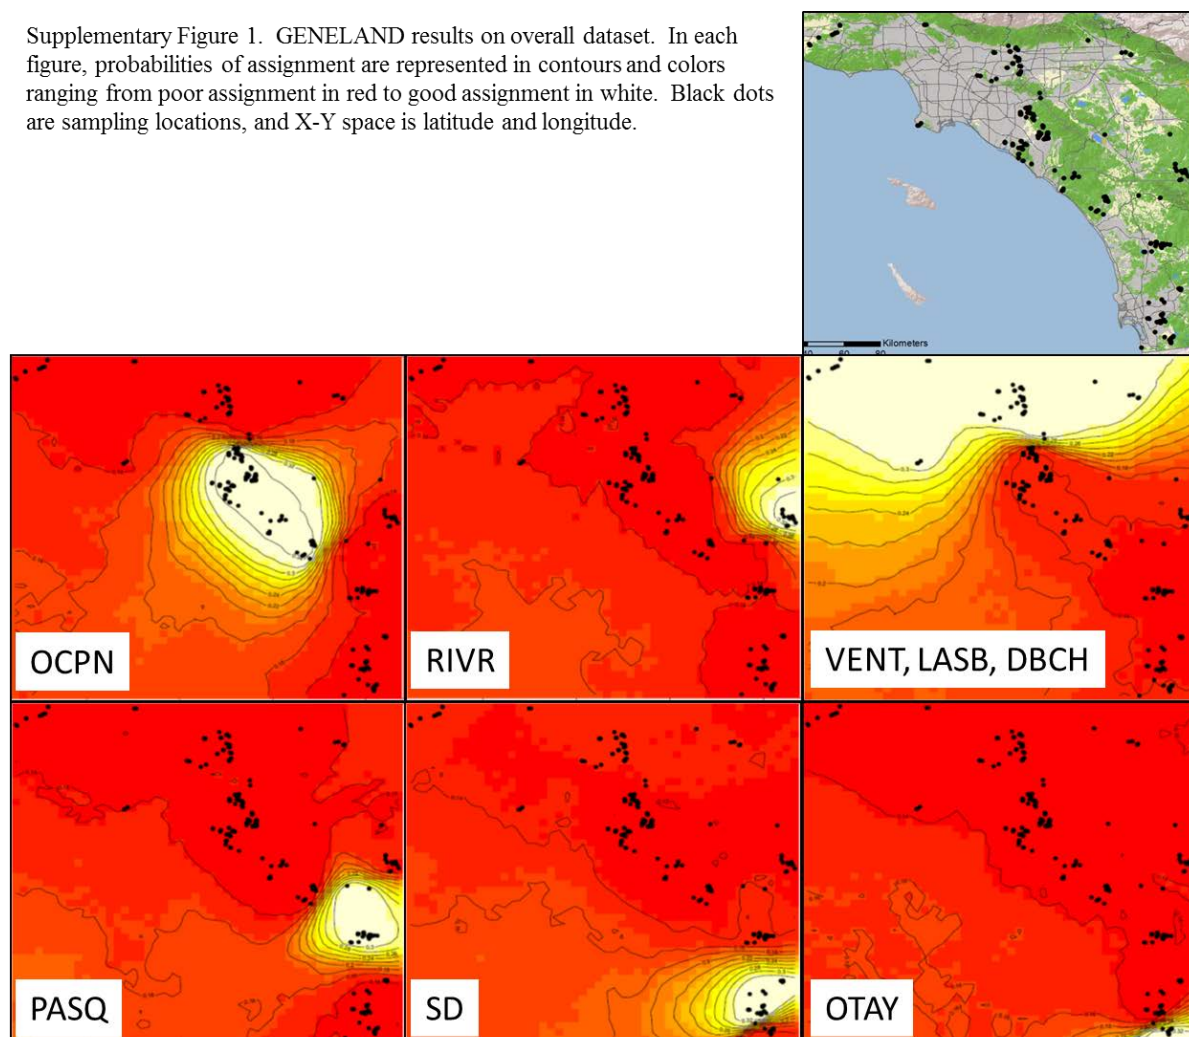 Supplementary Figure 1.  GENELAND results on overall dataset.  In each
figure, probabilities of assignment are represented in contours and colors
ranging from poor assignment in red to good assignment in white.  Black dots
are sampling locations, and X-Y space is latitude and longitude.
Kilometers
OCPN
RIVR
VENT, LASB, DBCH
PASQ
SD
OTAY